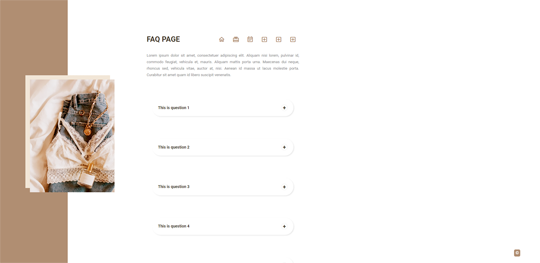 FAQ PAGE
Lorem ipsum dolor sit amet, consectetuer adipiscing elit. Aliquam nisl lorem, pulvinar id,
commodo feugiat, vehicula et, mauris. Aliquam mattis porta urna. Maecenas dui neque,
rhoncus sed, vehicula vitae, auctor at, nisi. Aenean id massa ut lacus molestie porta.
Curabitur sit amet quam id libero suscipit venenatis.
This is question 1
+
This is question 2
+
This is question 3
+
This is question 4
+